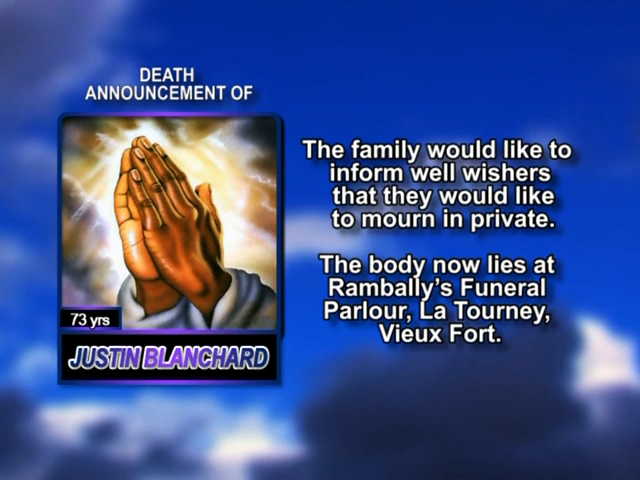 DEATH
ANNOUNCEMENT OF
73 yrs
JUSTIN BLANCHARD
The family would like to
inform well wishers
that they would like
to mourn in private.
The body now lies at
Rambally's Funeral
Parlour, La Tourney,
Vieux Fort.